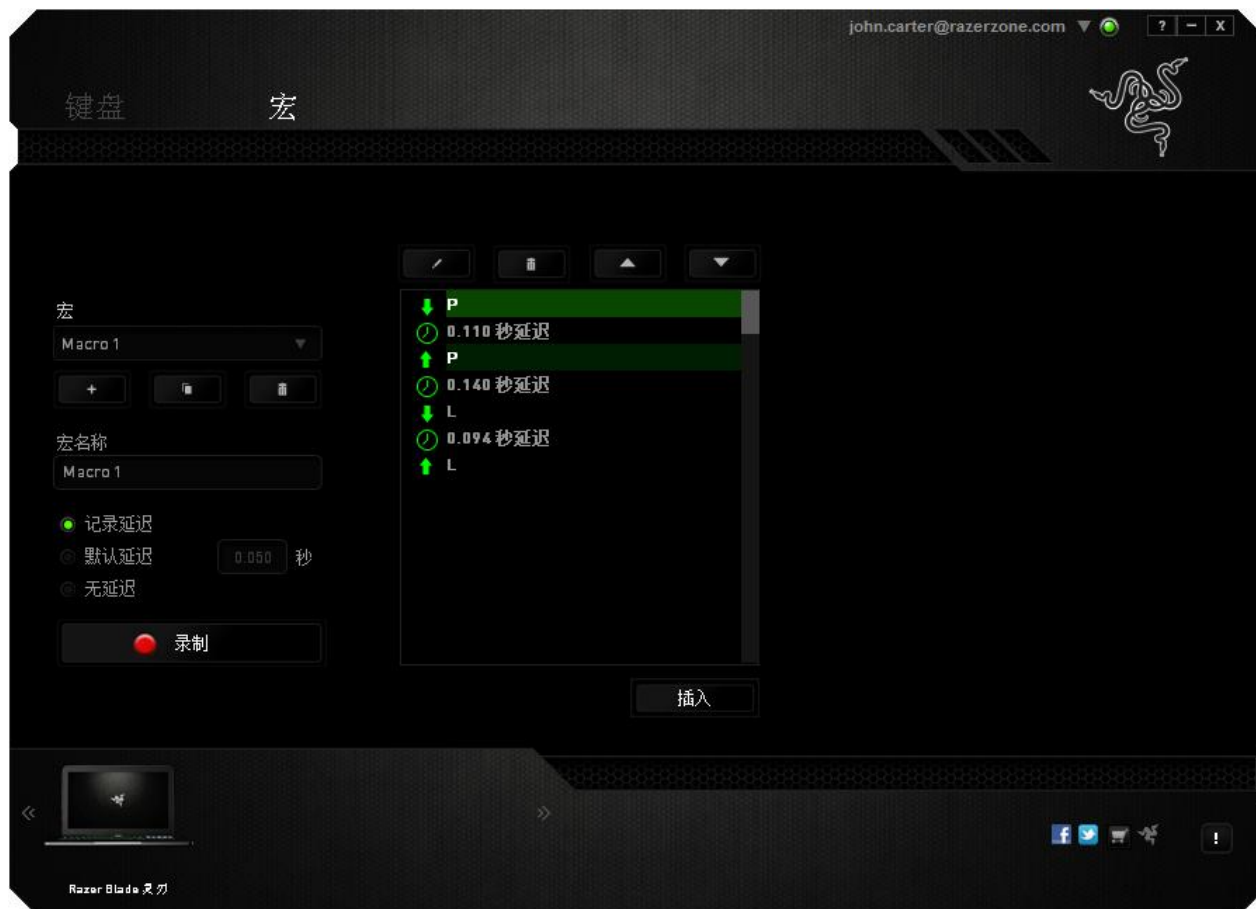 john.carter@razerzone.com
? − X
键盘
宏
宏
Macro 1
+
宏名称
Macro 1
记录延迟
默认延迟 0.050 秒
无延迟
录制
P
0.110 秒延迟
P
0.140 秒延迟
L
0.094 秒延迟
L
插入
Razer Blade 灵刃
!